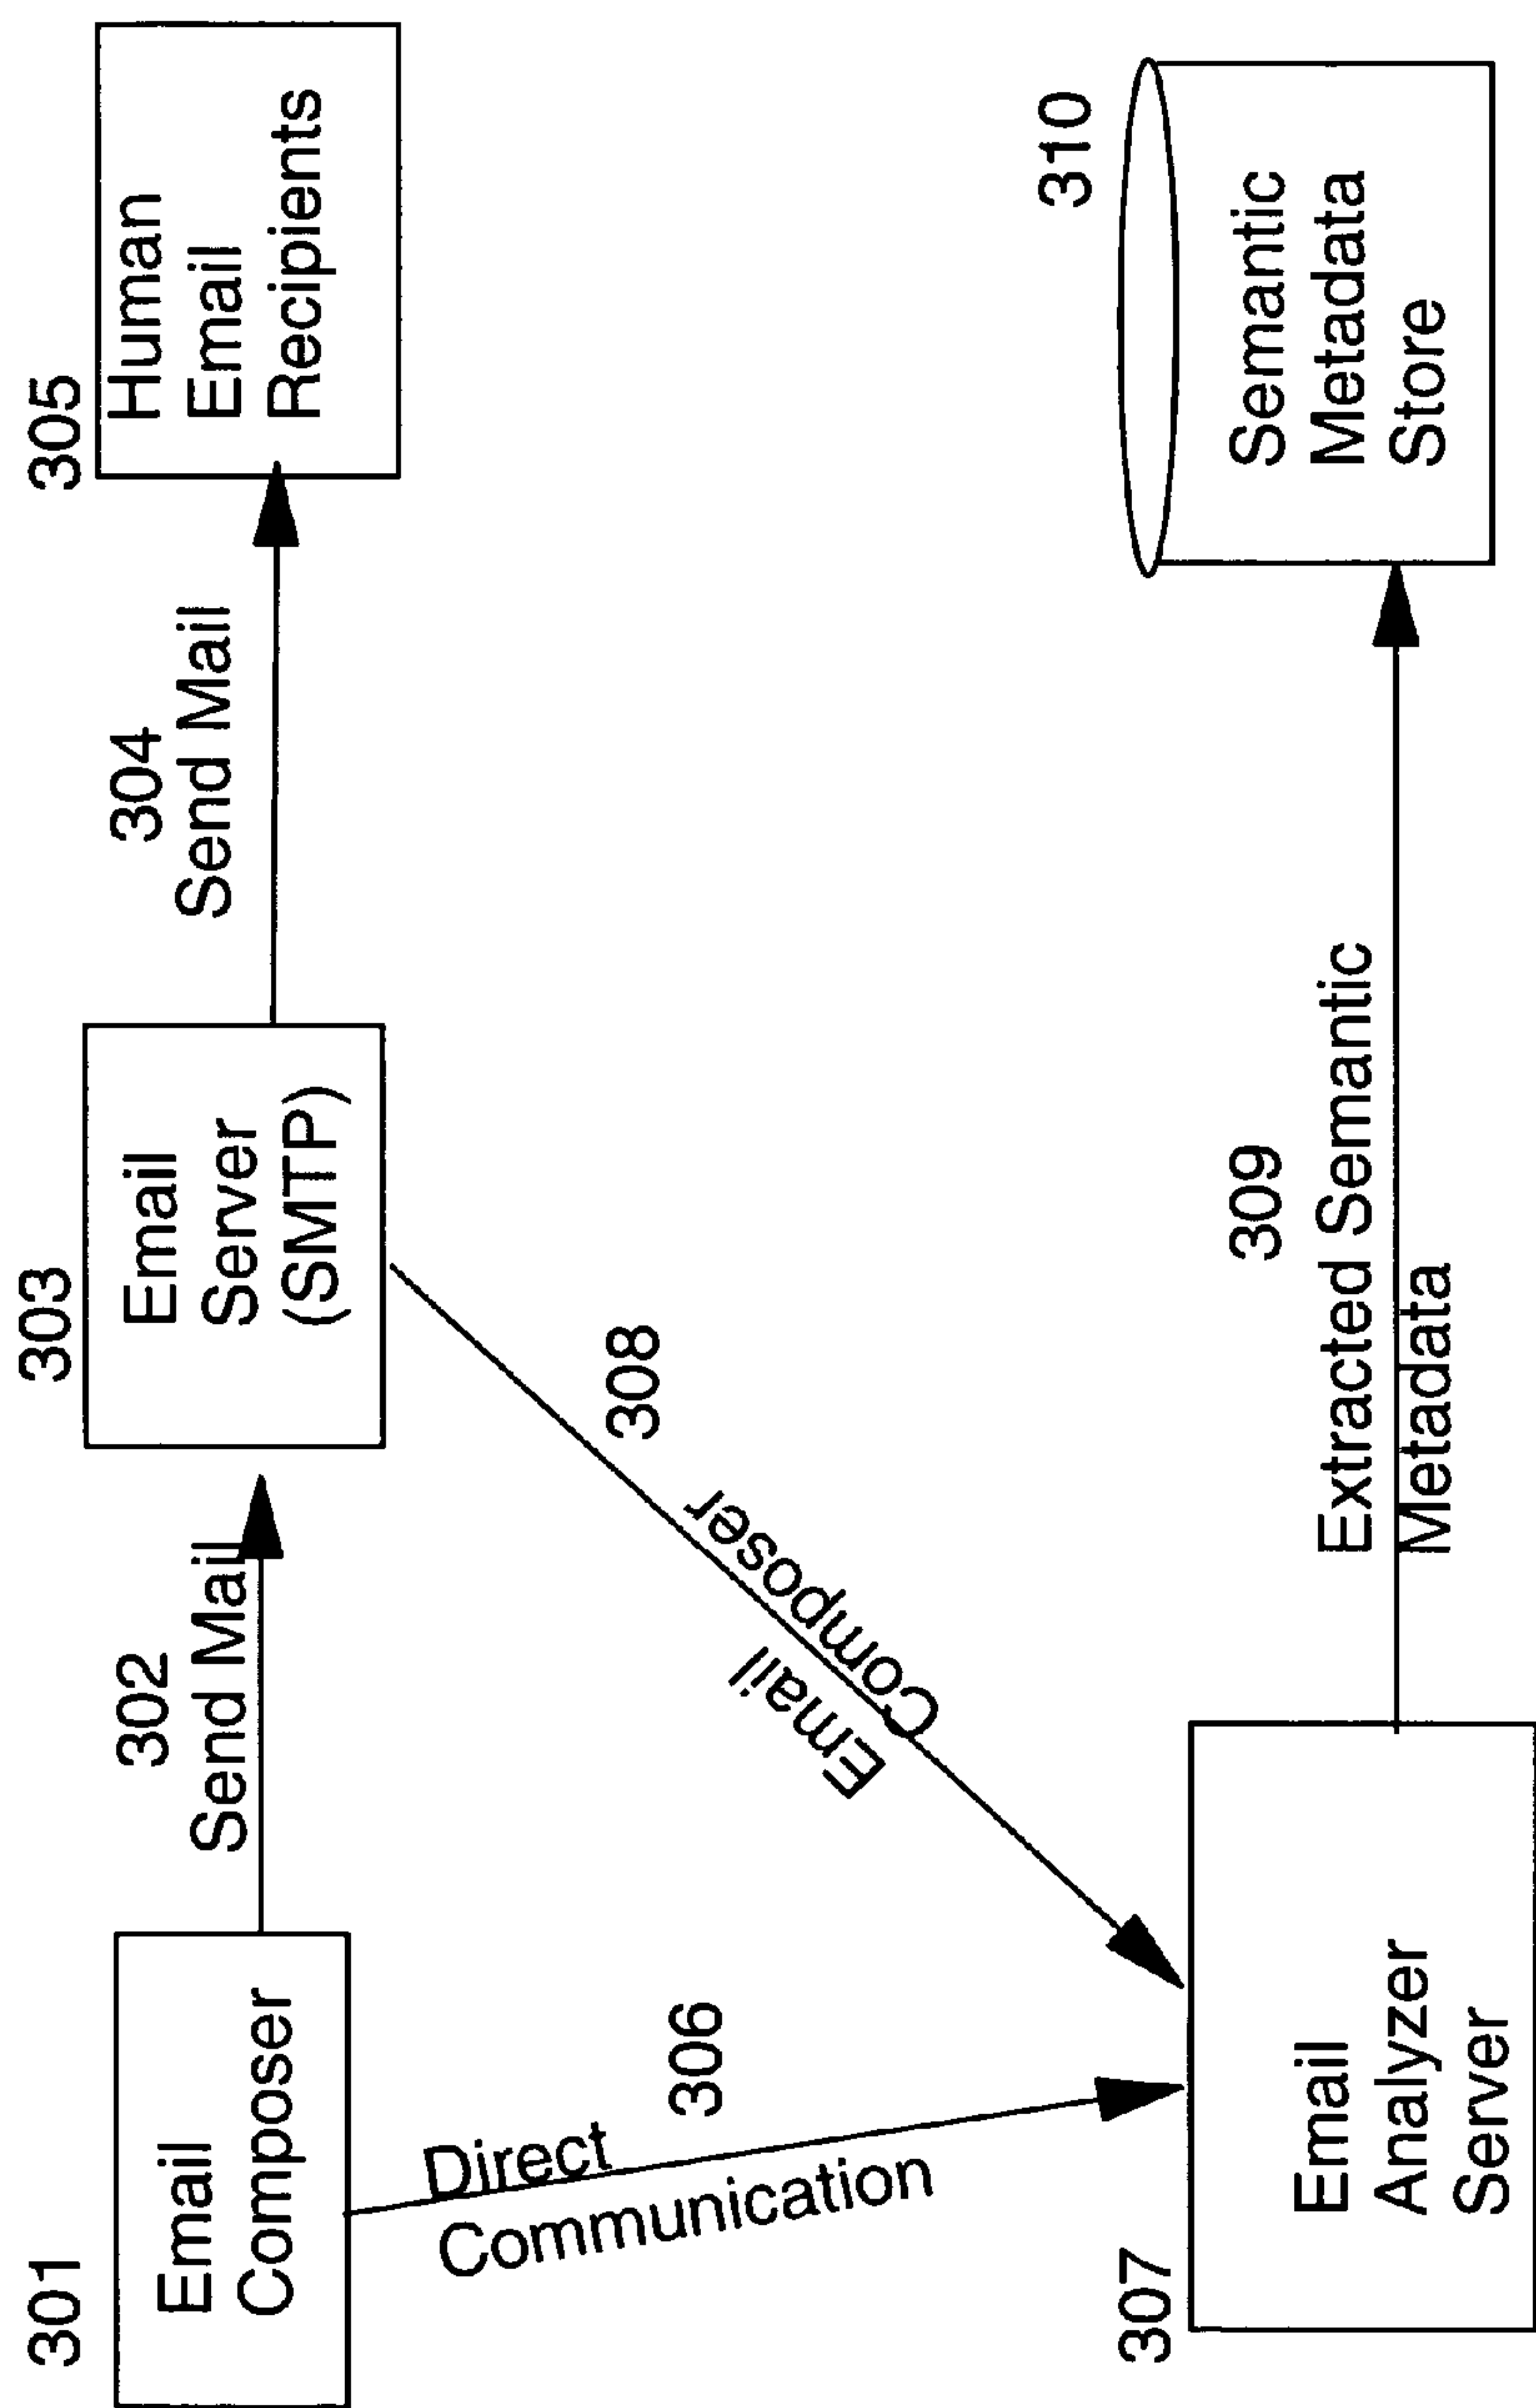 301
Email
Composer
302
Send Mail
303
Email
Server
(SMTP)
304
Send Mail
305
Human
Email
Recipients
Direct
Communication
306
308
Email
Composer
307
Email
Analyzer
Server
309
Extracted Semantic
Metadata
310
Semantic
Metadata
Store